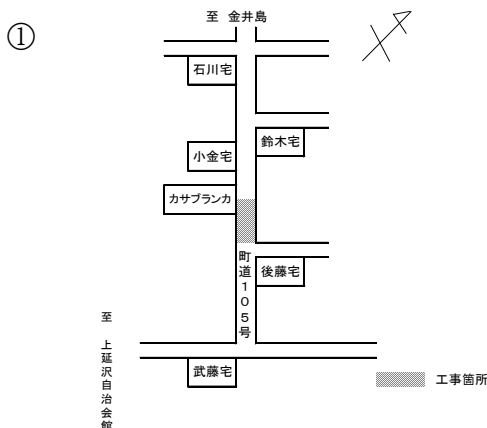 ①
至 金井島
石川宅
鈴木宅
小金宅
カサブランカ
町道105号
後藤宅
至 上延沢自治会館
武藤宅
工事箇所